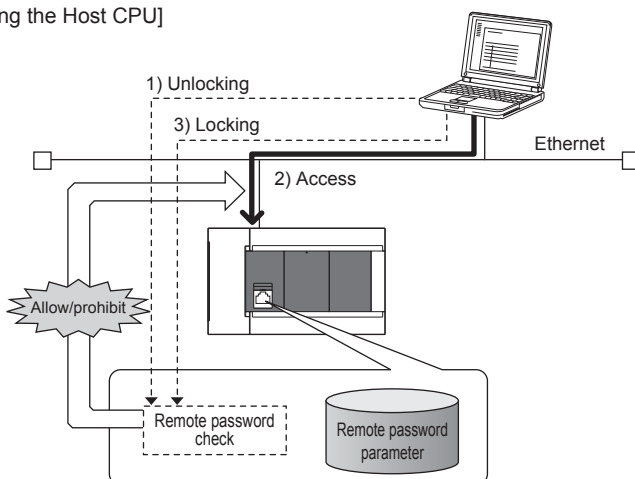 ng the Host CPU]
1) Unlocking
3) Locking
Ethernet
2) Access
Allow/prohibit
Remote password
check
Remote password
parameter